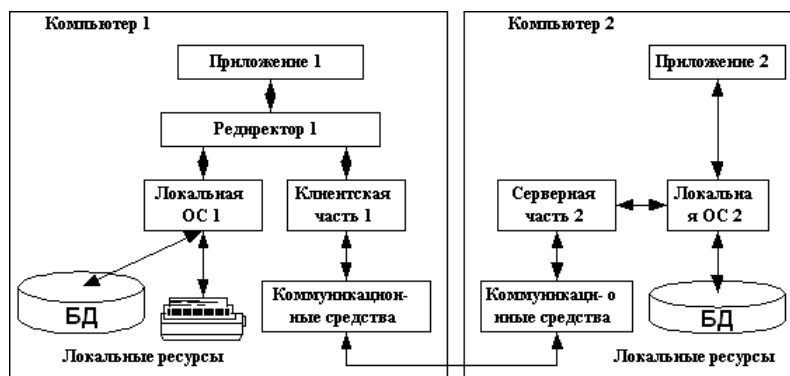 Компьютер 1
Компьютер 2
Приложение 1
Приложение 2
Редиректор 1
Локальная
ОС 1
Клиентская
часть 1
Серверная
часть 2
Локальна
я ОС 2
Коммуникацион-
ные средства
Коммуникаци- о
нные средства
БД
БД
Локальные ресурсы
Локальные ресурсы